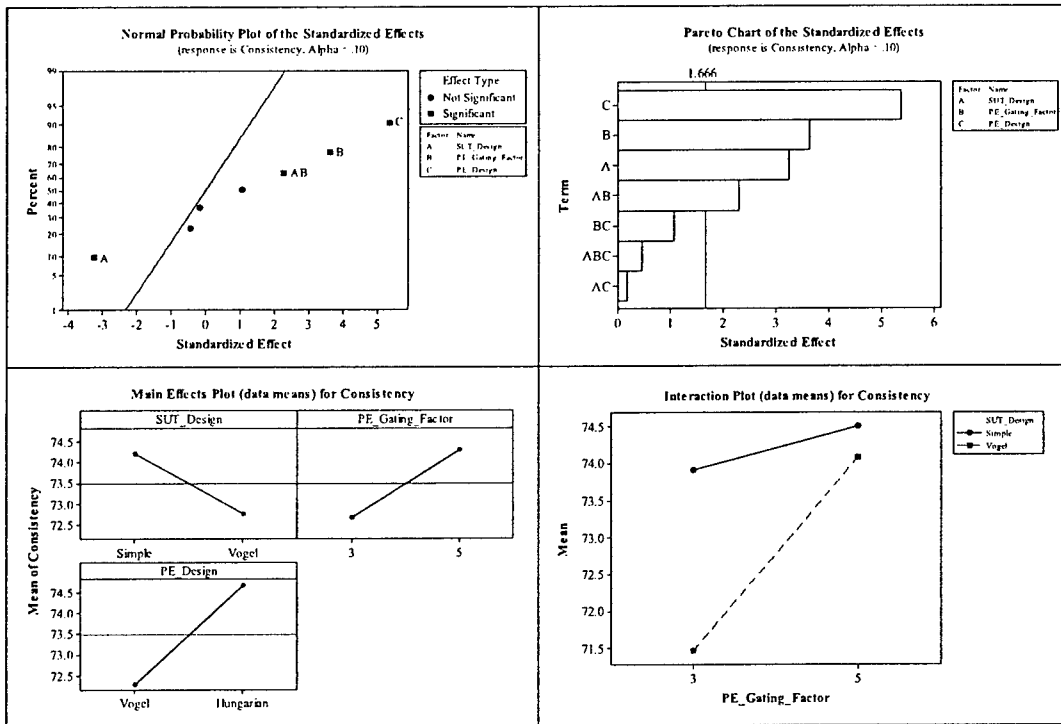 Normal Probability Plot of the Standardized Effects
(response is Consistency, Alpha = .10)
99
95
90
80
70
60
50
40
30
20
10
5
1
Percent
A
AB
B
C
-4 -3 -2 -1 0 1 2 3 4 5
Standardized Effect
Effect Type
Not Significant
Significant
Factor Name
A SUT_Design
B PE_Gating_Factor
C PE_Design
Pareto Chart of the Standardized Effects
(response is Consistency, Alpha = .10)
1.666
C
B
A
AB
BC
ABC
AC
Term
0 1 2 3 4 5 6
Standardized Effect
Factor Name
A SUT_Design
B PE_Gating_Factor
C PE_Design
Main Effects Plot (data means) for Consistency
SUT_Design PE_Gating_Factor
74.5
74.0
73.5
73.0
72.5
Simple Vogel 3 5
PE_Design
74.5
74.0
73.5
73.0
72.5
Vogel Hungarian
Mean of Consistency
Interaction Plot (data means) for Consistency
74.5
74.0
73.5
73.0
72.5
72.0
71.5
Mean
3 5
PE_Gating_Factor
SUT_Design
Simple
Vogel